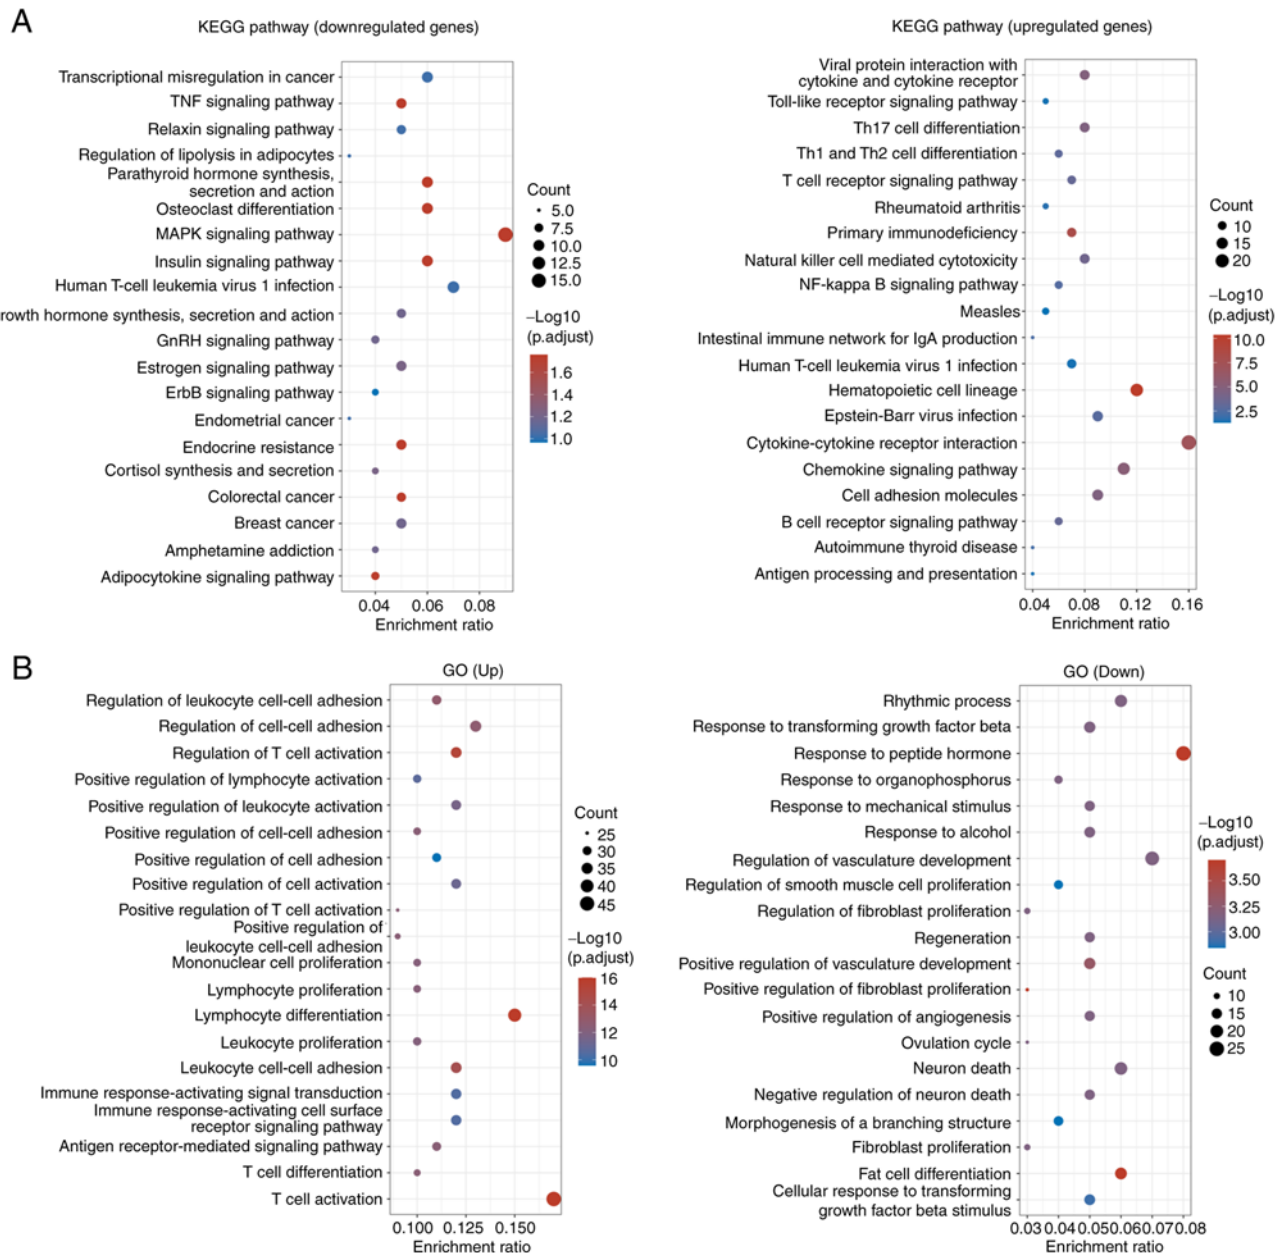 A
KEGG pathway (downregulated genes)
Transcriptional misregulation in cancer
TNF signaling pathway
Relaxin signaling pathway
Regulation of lipolysis in adipocytes
Parathyroid hormone synthesis,
secretion and action
Osteoclast differentiation
MAPK signaling pathway
Insulin signaling pathway
Human T-cell leukemia virus 1 infection
rowth hormone synthesis, secretion and action
GnRH signaling pathway
Estrogen signaling pathway
ErbB signaling pathway
Endometrial cancer
Endocrine resistance
Cortisol synthesis and secretion
Colorectal cancer
Breast cancer
Amphetamine addiction
Adipocytokine signaling pathway
0.04 0.06 0.08
Enrichment ratio
Count
5.0
7.5
10.0
12.5
15.0
–Log10
(p.adjust)
1.6
1.4
1.2
1.0
KEGG pathway (upregulated genes)
Viral protein interaction with
cytokine and cytokine receptor
Toll-like receptor signaling pathway
Th17 cell differentiation
Th1 and Th2 cell differentiation
T cell receptor signaling pathway
Rheumatoid arthritis
Primary immunodeficiency
Natural killer cell mediated cytotoxicity
NF-kappa B signaling pathway
Measles
Intestinal immune network for IgA production
Human T-cell leukemia virus 1 infection
Hematopoietic cell lineage
Epstein-Barr virus infection
Cytokine-cytokine receptor interaction
Chemokine signaling pathway
Cell adhesion molecules
B cell receptor signaling pathway
Autoimmune thyroid disease
Antigen processing and presentation
0.04 0.08 0.12 0.16
Enrichment ratio
Count
10
15
20
–Log10
(p.adjust)
10.0
7.5
5.0
2.5
B
GO (Up)
Regulation of leukocyte cell-cell adhesion
Regulation of cell-cell adhesion
Regulation of T cell activation
Positive regulation of lymphocyte activation
Positive regulation of leukocyte activation
Positive regulation of cell-cell adhesion
Positive regulation of cell adhesion
Positive regulation of cell activation
Positive regulation of T cell activation
Positive regulation of
leukocyte cell-cell adhesion
Mononuclear cell proliferation
Lymphocyte proliferation
Lymphocyte differentiation
Leukocyte proliferation
Leukocyte cell-cell adhesion
Immune response-activating signal transduction
Immune response-activating cell surface
receptor signaling pathway
Antigen receptor-mediated signaling pathway
T cell differentiation
T cell activation
0.100 0.125 0.150
Enrichment ratio
Count
25
30
35
40
45
–Log10
(p.adjust)
16
14
12
10
GO (Down)
Rhythmic process
Response to transforming growth factor beta
Response to peptide hormone
Response to organophosphorus
Response to mechanical stimulus
Response to alcohol
Regulation of vasculature development
Regulation of smooth muscle cell proliferation
Regulation of fibroblast proliferation
Regeneration
Positive regulation of vasculature development
Positive regulation of fibroblast proliferation
Positive regulation of angiogenesis
Ovulation cycle
Neuron death
Negative regulation of neuron death
Morphogenesis of a branching structure
Fibroblast proliferation
Fat cell differentiation
Cellular response to transforming
growth factor beta stimulus
0.03 0.04 0.05 0.06 0.07 0.08
Enrichment ratio
–Log10
(p.adjust)
3.50
3.25
3.00
Count
10
15
20
25